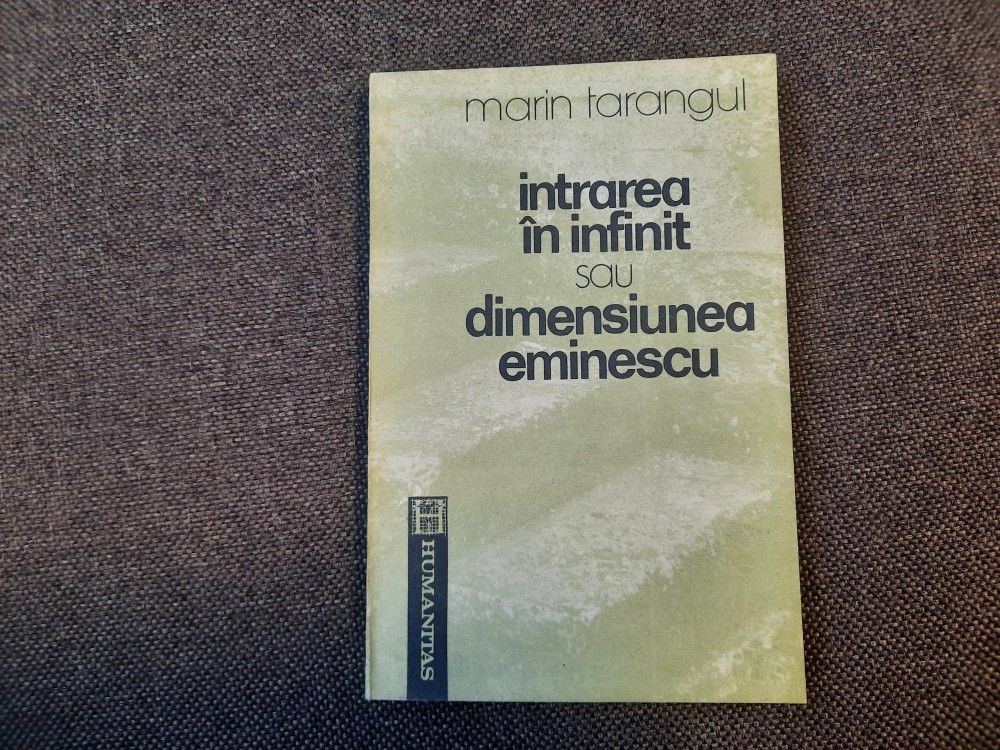 marin tarangul
intrarea
în infinit
sau
dimensiunea
eminescu
HUMANITAS